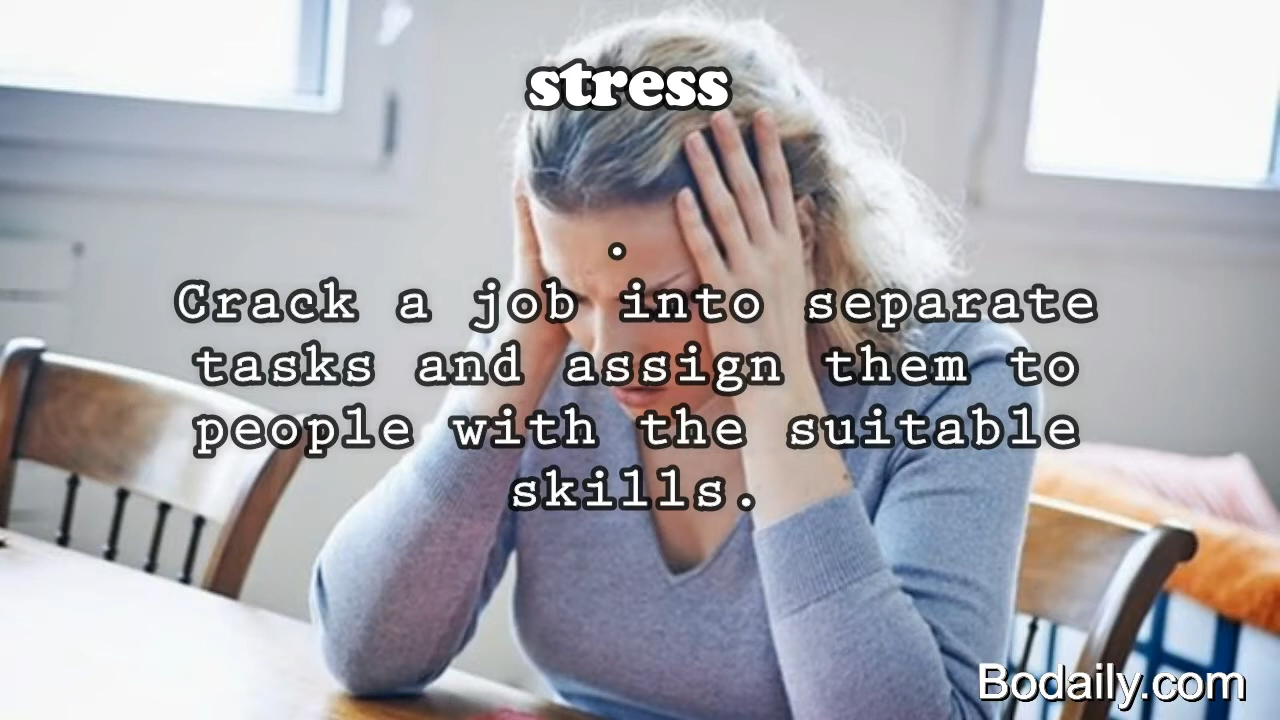 stress
•
Crack a job into separate
tasks and assign them to
people with the suitable
skills.
Bodaily.com